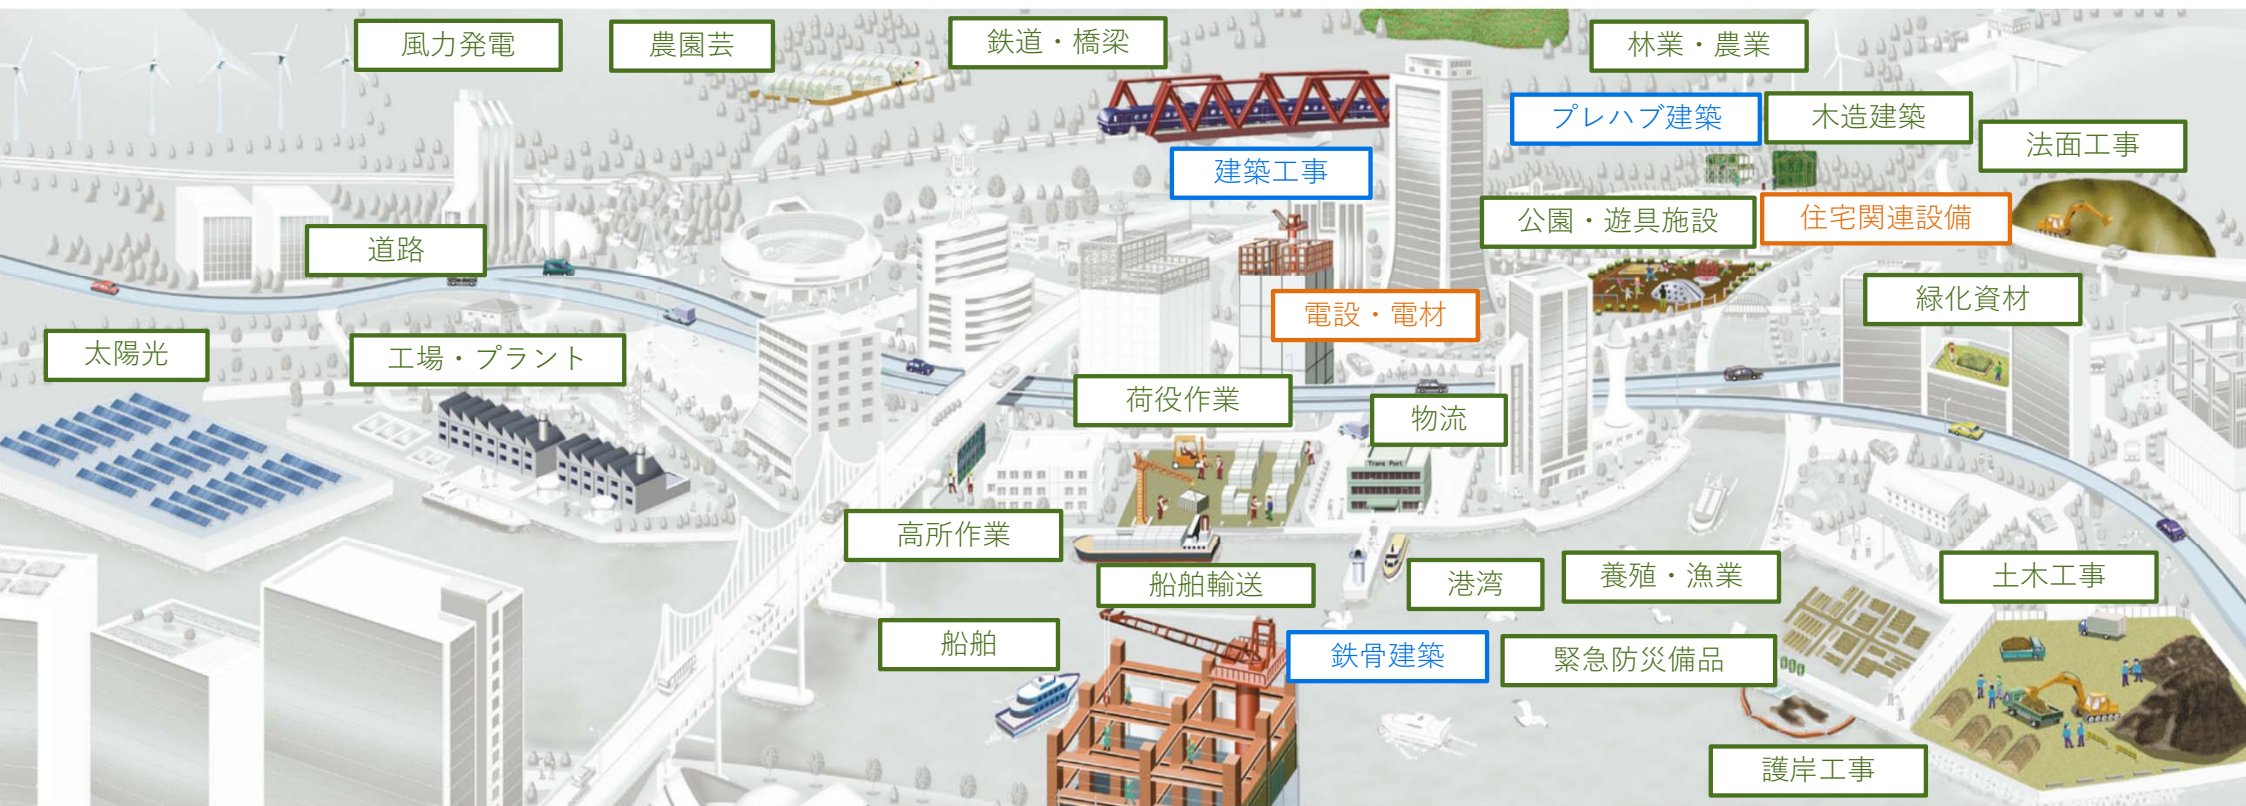 風力発電
農園芸
鉄道・橋梁
林業・農業
プレハブ建築
木造建築
法面工事
建築工事
公園・遊具施設
住宅関連設備
道路
緑化資材
電設・電材
太陽光
工場・プラント
荷役作業
物流
Trans Port
高所作業
船舶輸送
港湾
養殖・漁業
土木工事
船舶
鉄骨建築
緊急防災備品
護岸工事